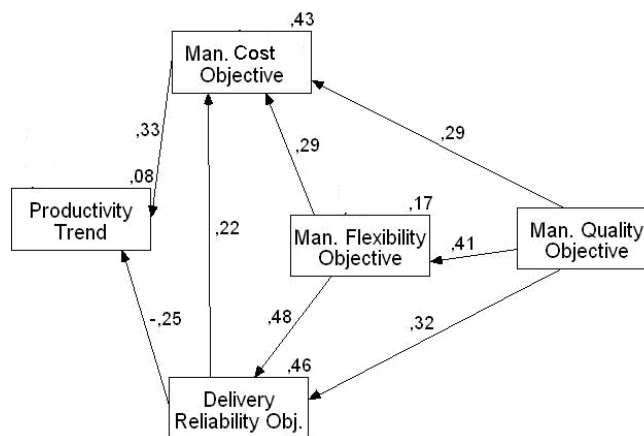 ,43
Man. Cost
Objective
,33
,29
,29
,08
,17
Productivity
Trend
,22
Man. Flexibility
Objective
,41
Man. Quality
Objective
-,25
,48
,32
,46
Delivery
Reliability Obj.